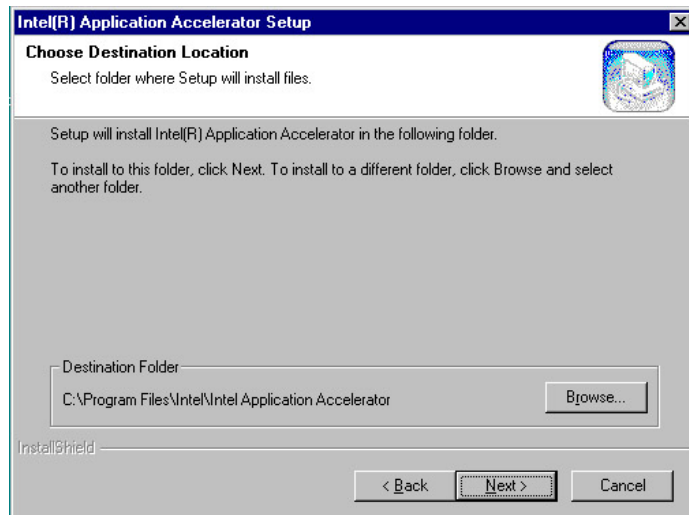 Intel(R) Application Accelerator Setup
Choose Destination Location
Select folder where Setup will install files.
Setup will install Intel(R) Application Accelerator in the following folder.
To install to this folder, click Next. To install to a different folder, click Browse and select
another folder.
Destination Folder
C:\Program Files\Intel\Intel Application Accelerator
Browse...
InstallShield
< Back
Next >
Cancel